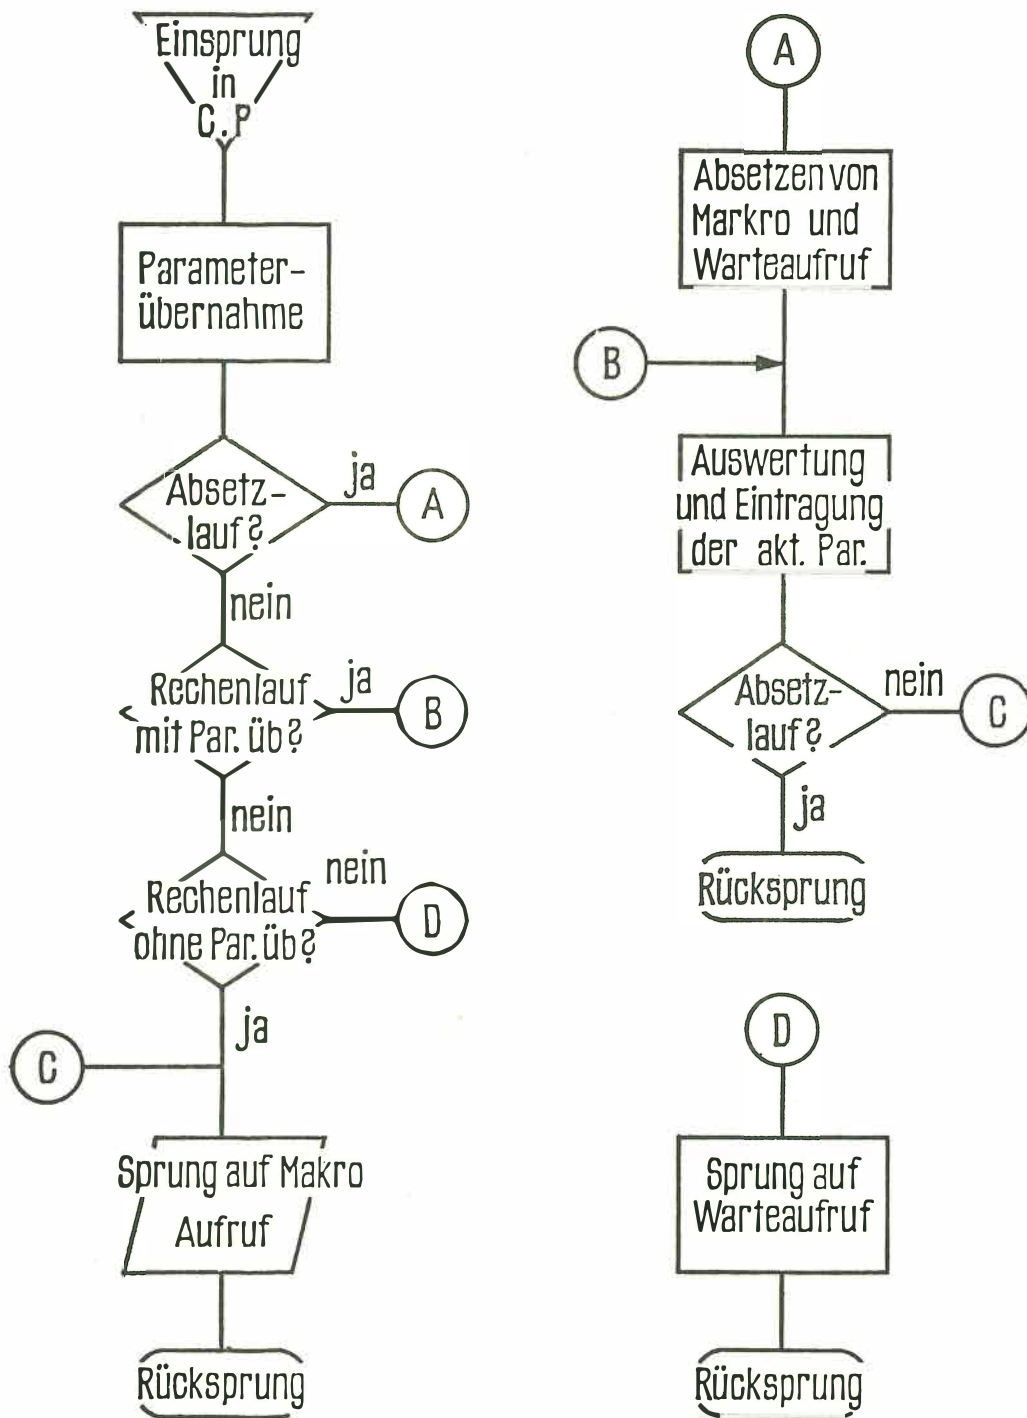 Einsprung
in
C.P
Parameter-
übernahme
Absetz-
lauf?
ja
A
nein
Rechenlauf
mit Par. üb?
ja
B
nein
Rechenlauf
ohne Par. üb?
nein
D
ja
C
Sprung auf Makro
Aufruf
Rücksprung
A
Absetzen von
Markro und
Warteaufruf
B
Auswertung
und Eintragung
der akt. Par.
Absetz-
lauf?
nein
C
ja
Rücksprung
D
Sprung auf
Warteaufruf
Rücksprung